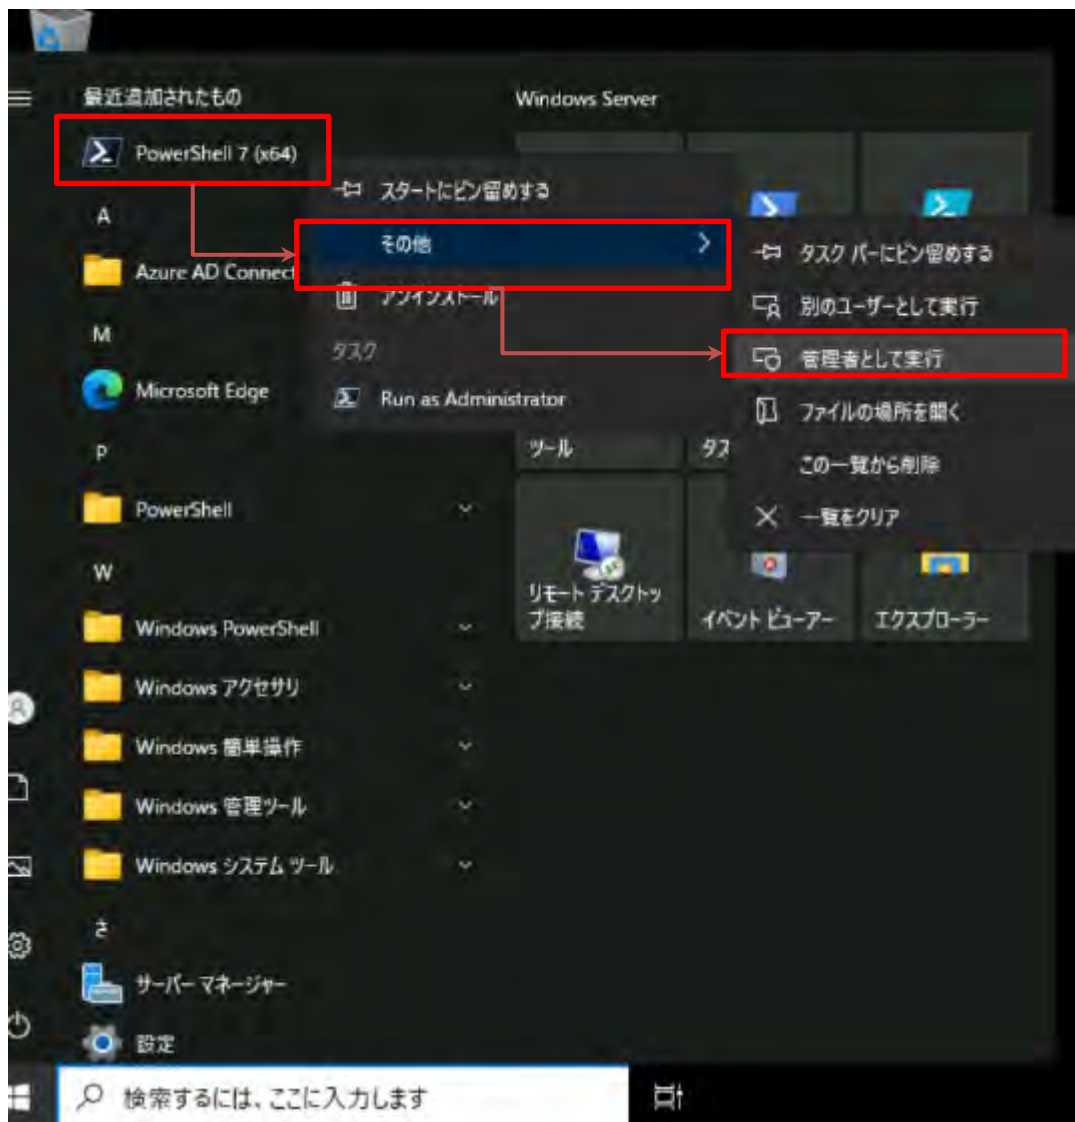 最近追加されたもの
PowerShell 7 (x64)
A
Azure AD Connect
M
Microsoft Edge
P
PowerShell
W
Windows PowerShell
Windows アクセサリ
Windows 簡単操作
Windows 管理ツール
Windows システム ツール
さ
サーバー マネージャー
設定
検索するには、ここに入力します
スタートにピン留めする
その他
アンインストール
タスク
Run as Administrator
Windows Server
ツール
タス
リモート デスクトッ
プ接続
イベント ビューアー
エクスプローラー
タスク バーにピン留めする
別のユーザーとして実行
管理者として実行
ファイルの場所を開く
この一覧から削除
一覧をクリア